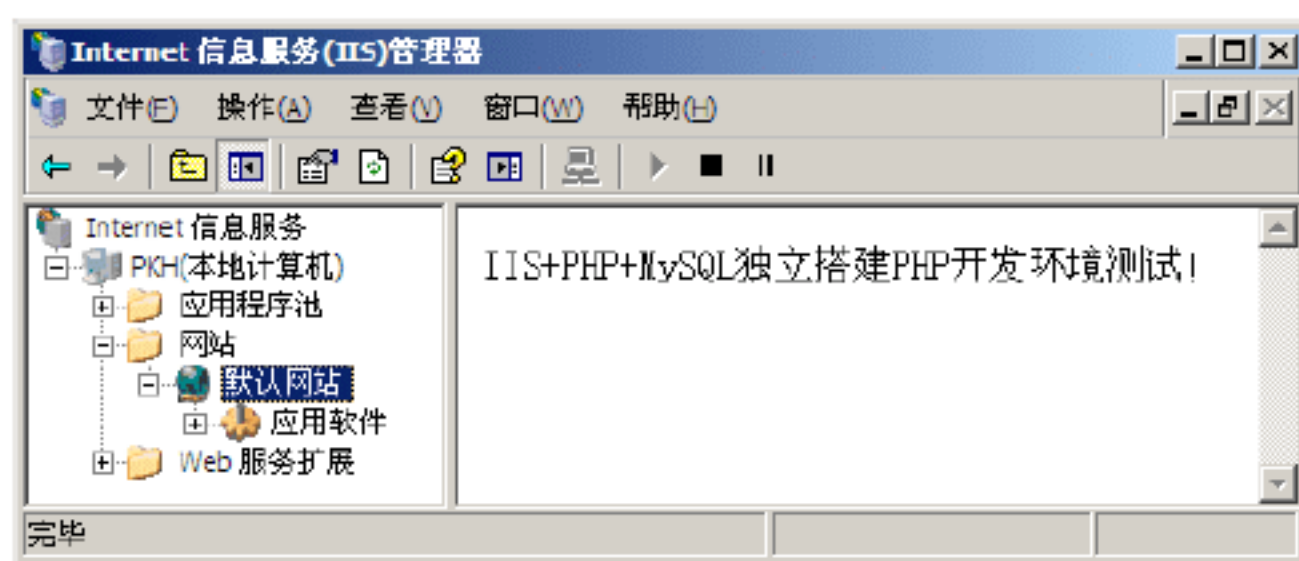 Internet 信息服务(IIS)管理器
文件(F) 操作(A) 查看(V) 窗口(W) 帮助(H)
Internet 信息服务
PKH(本地计算机)
应用程序池
网站
默认网站
应用软件
Web 服务扩展
IIS+PHP+MySQL独立搭建PHP开发环境测试!
完毕